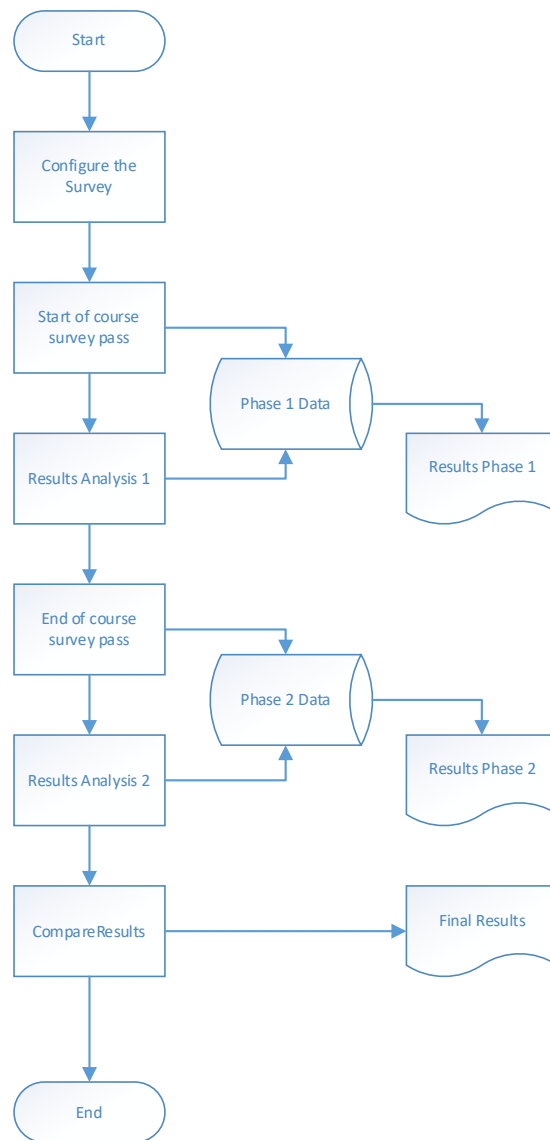 Start
Configure the
Survey
Start of course
survey pass
Phase 1 Data
Results Phase 1
Results Analysis 1
End of course
survey pass
Phase 2 Data
Results Phase 2
Results Analysis 2
CompareResults
Final Results
End